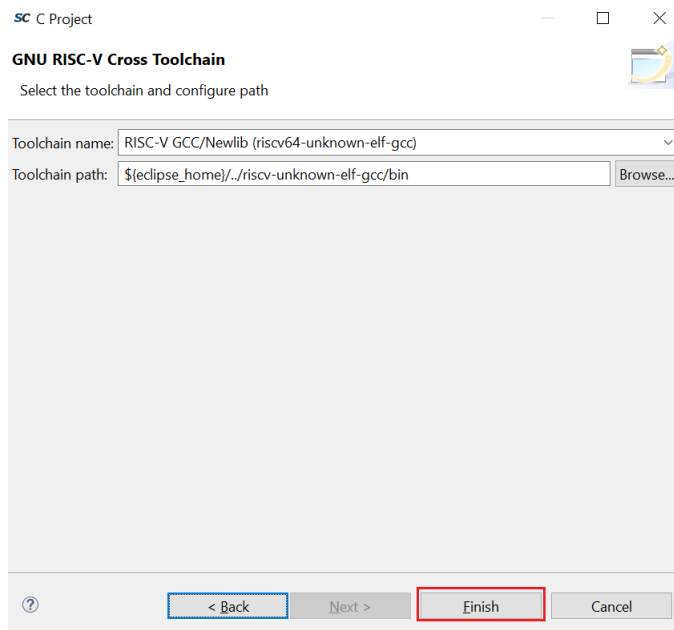 SC C Project
GNU RISC-V Cross Toolchain
Select the toolchain and configure path
Toolchain name: RISC-V GCC/Newlib (riscv64-unknown-elf-gcc)
Toolchain path: ${eclipse_home}/../riscv-unknown-elf-gcc/bin Browse...
? < Back Next > Finish Cancel